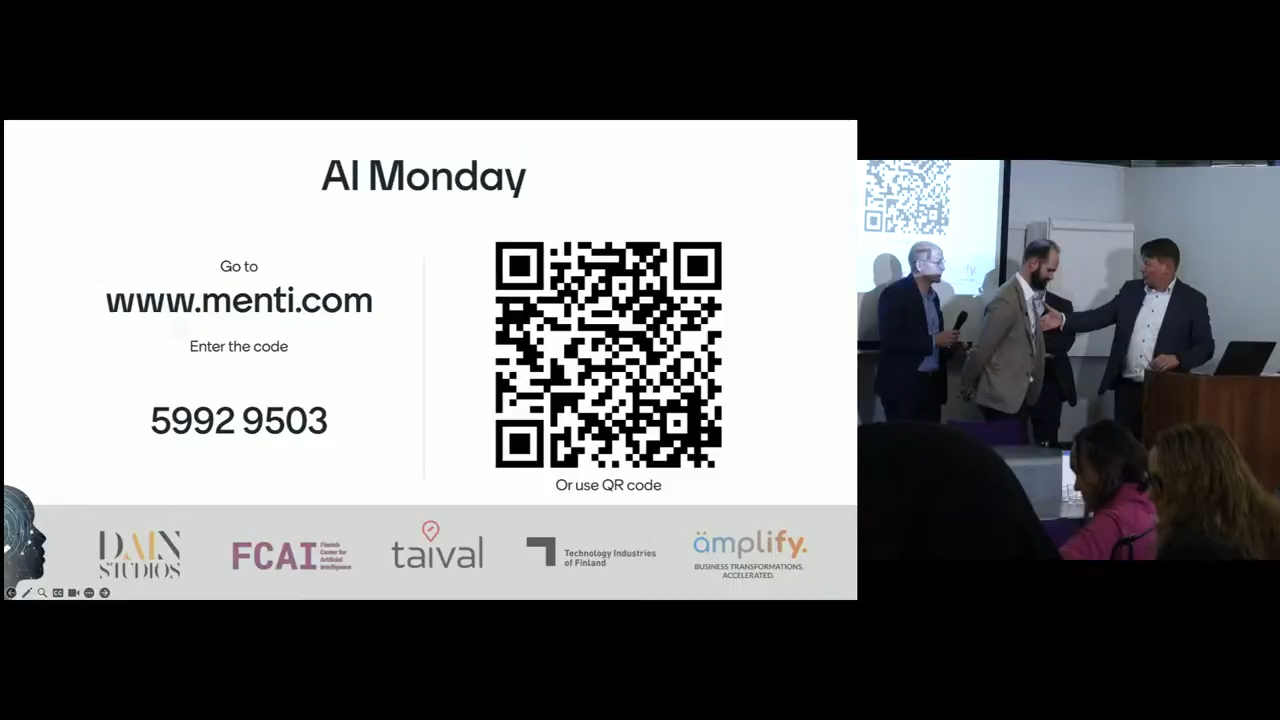 AI Monday
Go to
www.menti.com
Enter the code
5992 9503
Or use QR code
DAIN
STUDIOS
FCAI Finnish
Center for
Artificial
Intelligence
taival
Technology Industries
of Finland
ämplify.
BUSINESS TRANSFORMATIONS.
ACCELERATED.